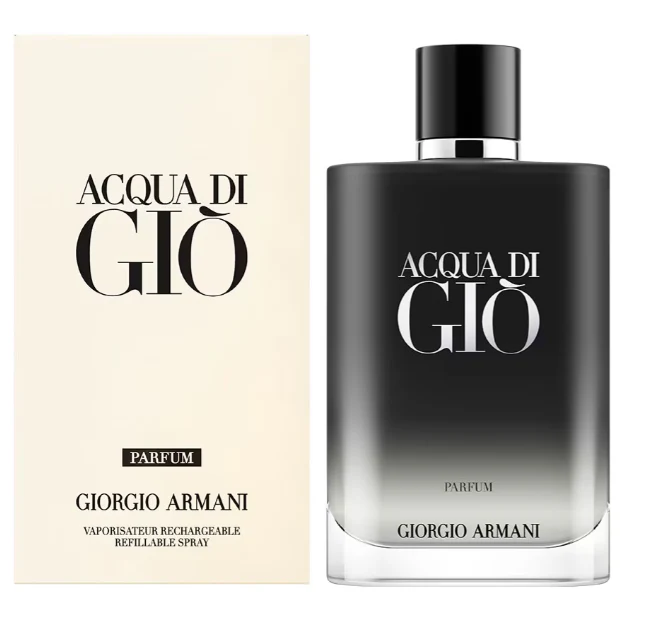 ACQUA DI
GIÒ
PARFUM
GIORGIO ARMANI
VAPORISATEUR RECHARGEABLE
REFILLABLE SPRAY
ACQUA DI
GIÒ
PARFUM
GIORGIO ARMANI